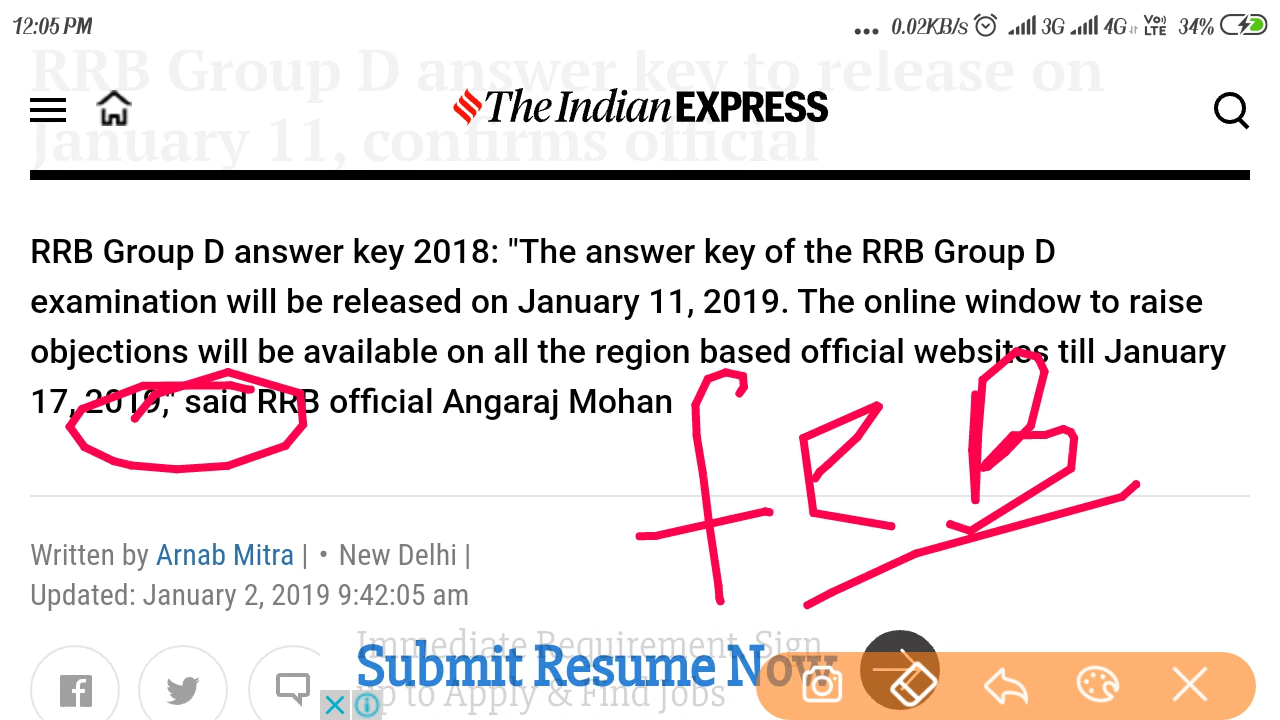 12:05 PM
... 0.02KB/s 3G 4G Vo) LTE 34%
RRB Group D answer key to release on
January 11, confirms official
The Indian EXPRESS
RRB Group D answer key 2018: "The answer key of the RRB Group D
examination will be released on January 11, 2019. The online window to raise
objections will be available on all the region based official websites till January
17, 2019," said RRB official Angaraj Mohan
feB
Written by Arnab Mitra | • New Delhi |
Updated: January 2, 2019 9:42:05 am
Immediate Requirement, Sign
Submit Resume Now
up to Apply & Find Jobs